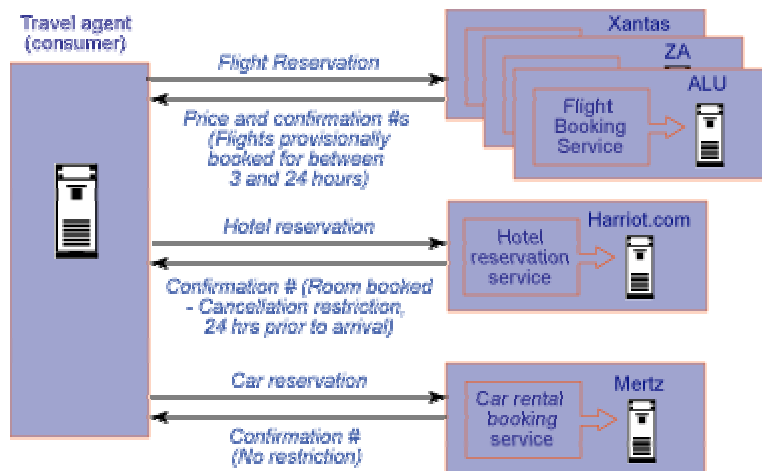 Travel agent
(consumer)
Flight Reservation
Price and confirmation #s
(Flights provisionally
booked for between
3 and 24 hours)
Xantas
ZA
ALU
Flight
Booking
Service
Hotel reservation
Confirmation # (Room booked
- Cancellation restriction,
24 hrs prior to arrival)
Harriot.com
Hotel
reservation
service
Car reservation
Confirmation #
(No restriction)
Mertz
Car rental
booking
service